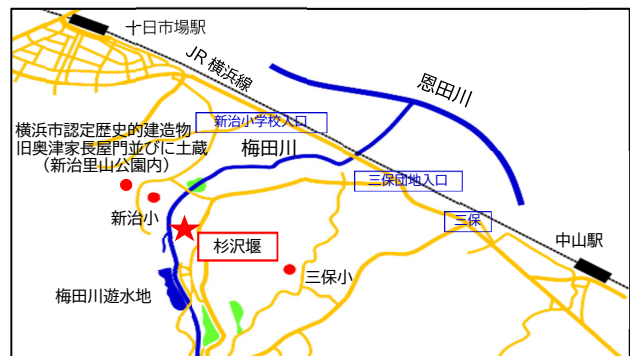 十日市場駅
JR 横浜線
恩田川
新治小学校入口
横浜市認定歴史的建造物
旧奥津家長屋門並びに土蔵
（新治里山公園内）
梅田川
三保団地入口
新治小
三保
杉沢堰
中山駅
三保小
梅田川遊水地